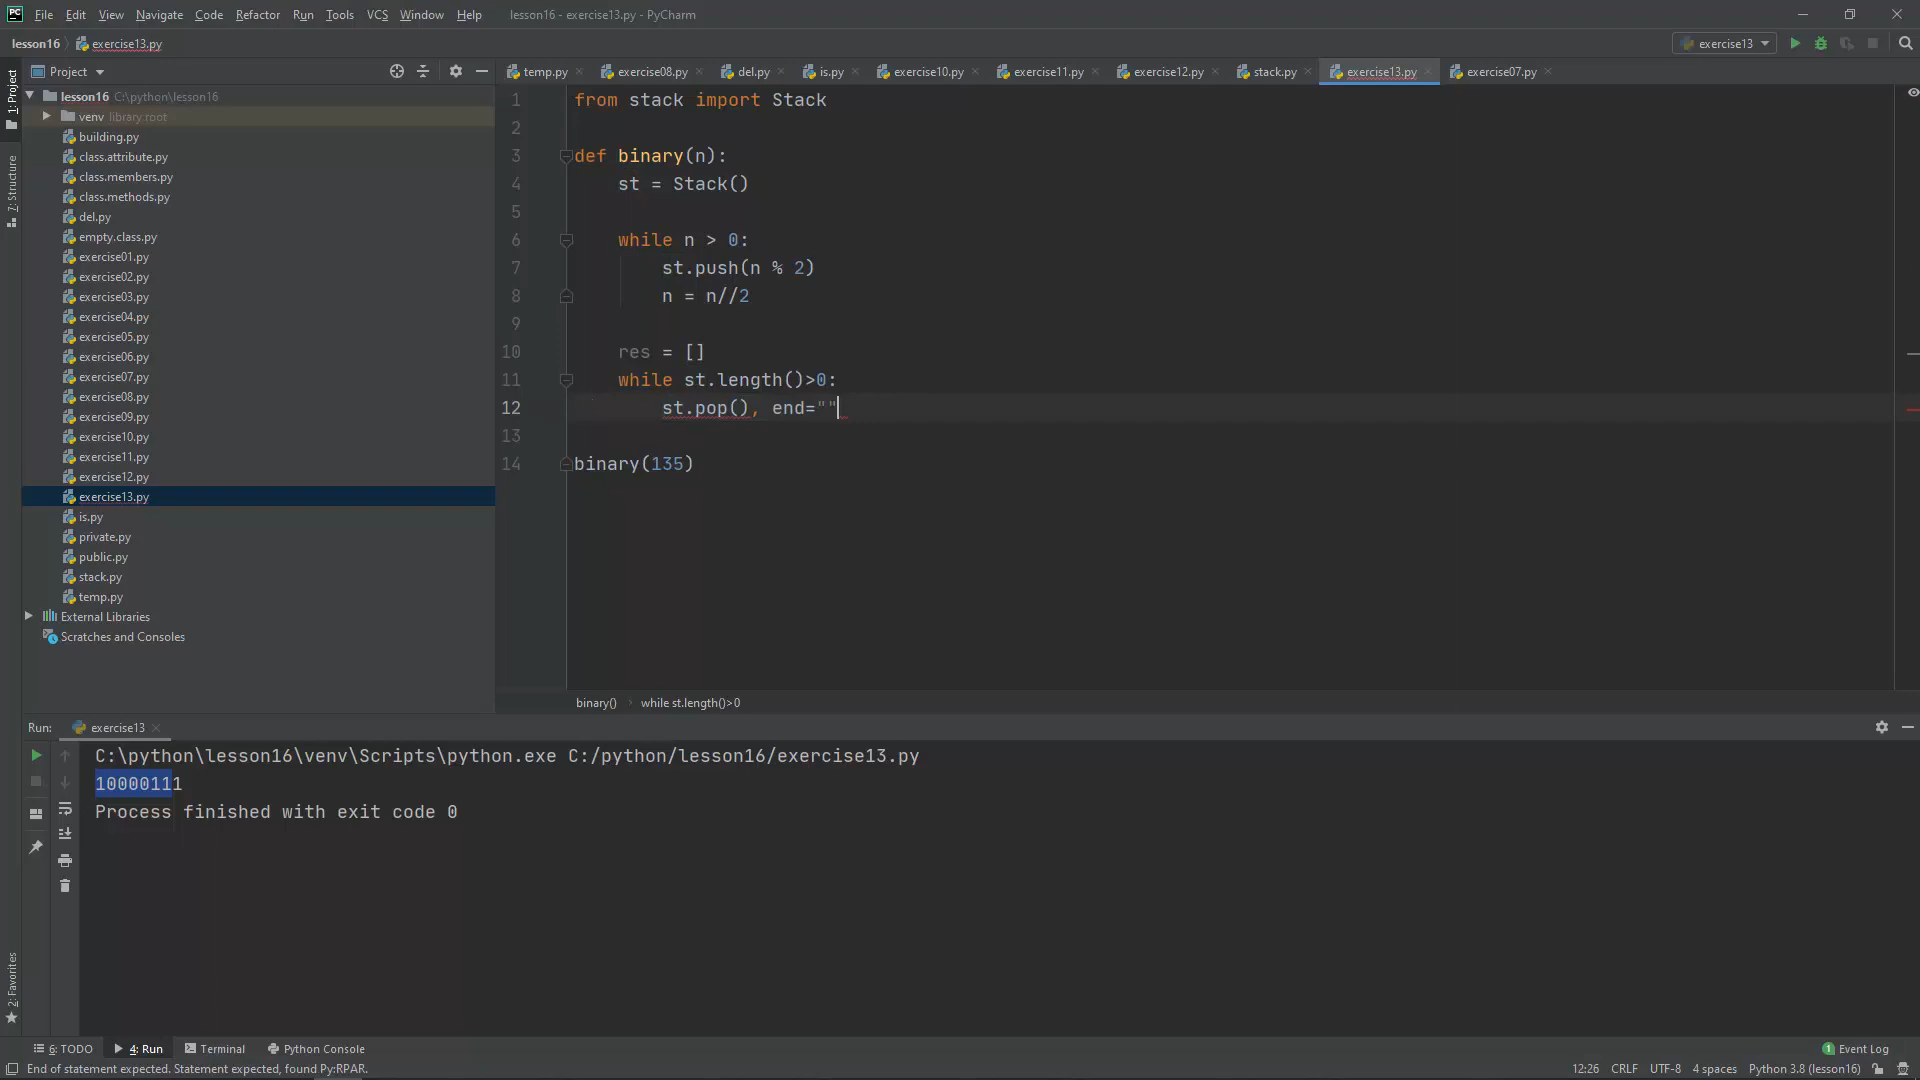 PC File Edit View Navigate Code Refactor Run Tools VCS Window Help lesson16 - exercise13.py - PyCharm
lesson16 exercise13.py exercise13
1: Project
7: Structure
2: Favorites
Project
lesson16 C:\python\lesson16
venv library root
building.py
class.attribute.py
class.members.py
class.methods.py
del.py
empty.class.py
exercise01.py
exercise02.py
exercise03.py
exercise04.py
exercise05.py
exercise06.py
exercise07.py
exercise08.py
exercise09.py
exercise10.py
exercise11.py
exercise12.py
exercise13.py
is.py
private.py
public.py
stack.py
temp.py
External Libraries
Scratches and Consoles
temp.py exercise08.py del.py is.py exercise10.py exercise11.py exercise12.py stack.py exercise13.py exercise07.py
1 from stack import Stack
2
3 def binary(n):
4 st = Stack()
5
6 while n > 0:
7 st.push(n % 2)
8 n = n//2
9
10 res = []
11 while st.length()>0:
12 st.pop(), end=""
13
14 binary(135)
binary() › while st.length()>0
Run: exercise13
C:\python\lesson16\venv\Scripts\python.exe C:/python/lesson16/exercise13.py
10000111
Process finished with exit code 0
6: TODO 4: Run Terminal Python Console 1 Event Log
End of statement expected. Statement expected, found Py:RPAR. 12:26 CRLF UTF-8 4 spaces Python 3.8 (lesson16)